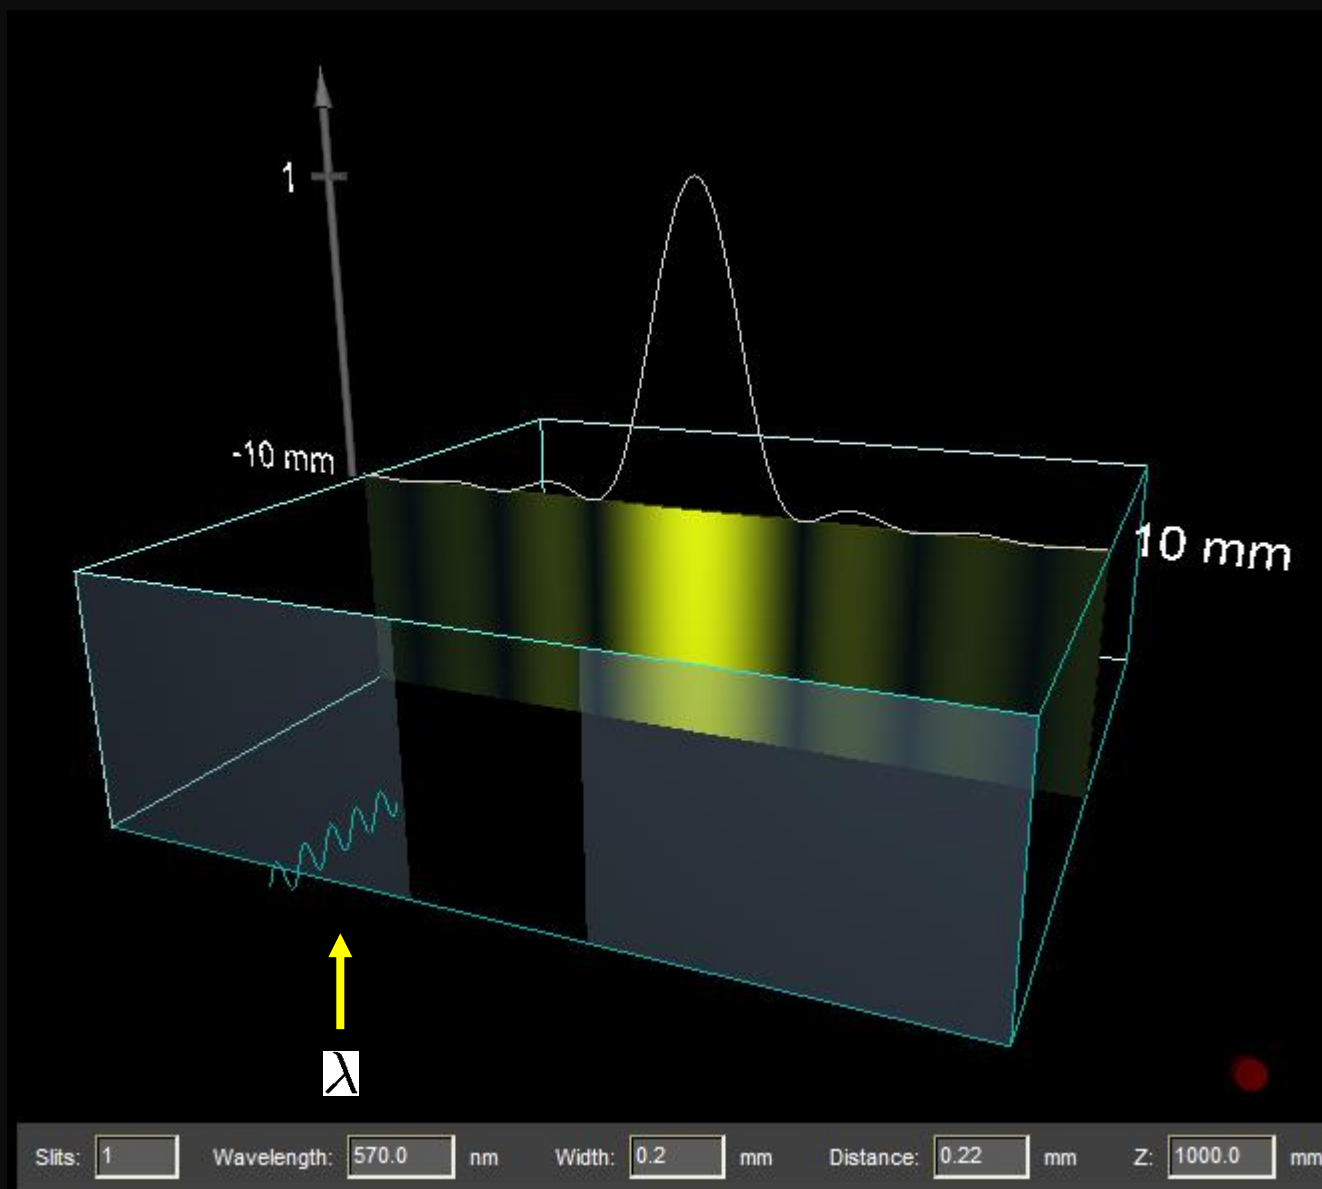 1
-10 mm
10 mm
λ
Slits: 1 Wavelength: 570.0 nm Width: 0.2 mm Distance: 0.22 mm Z: 1000.0 mm